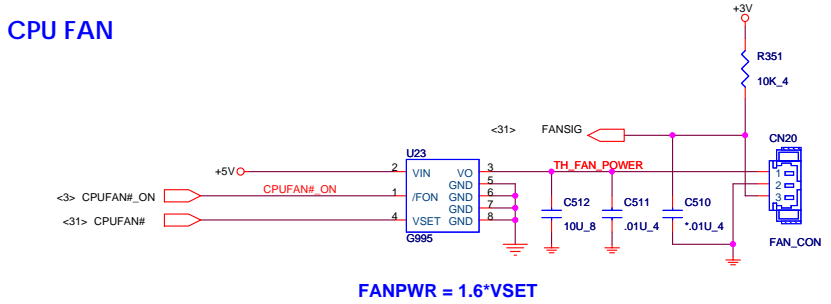 CPU FAN
+3V
R351
10K_4
<31> FANSIG
CN20
U23
+5V
2 VIN VO 3
TH_FAN_POWER
1
GND 5
<3> CPUFAN#_ON
CPUFAN#_ON
1 /FON GND 6
2
GND 7
3
<31> CPUFAN#
4 VSET GND 8
C512
C511
C510
10U_8
.01U_4
*.01U_4
G995
FAN_CON
FANPWR = 1.6*VSET